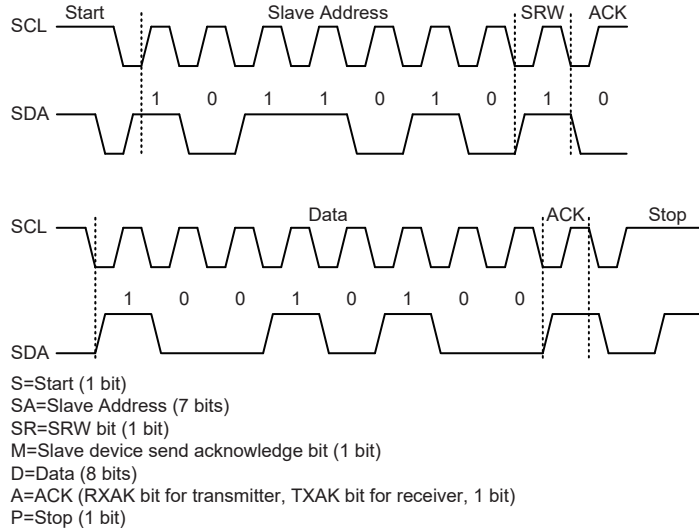 Start Slave Address SRW ACK
SCL
1 0 1 1 0 1 0 1 0
SDA
Data ACK Stop
SCL
1 0 0 1 0 1 0 0
SDA
S=Start (1 bit)
SA=Slave Address (7 bits)
SR=SRW bit (1 bit)
M=Slave device send acknowledge bit (1 bit)
D=Data (8 bits)
A=ACK (RXAK bit for transmitter, TXAK bit for receiver, 1 bit)
P=Stop (1 bit)